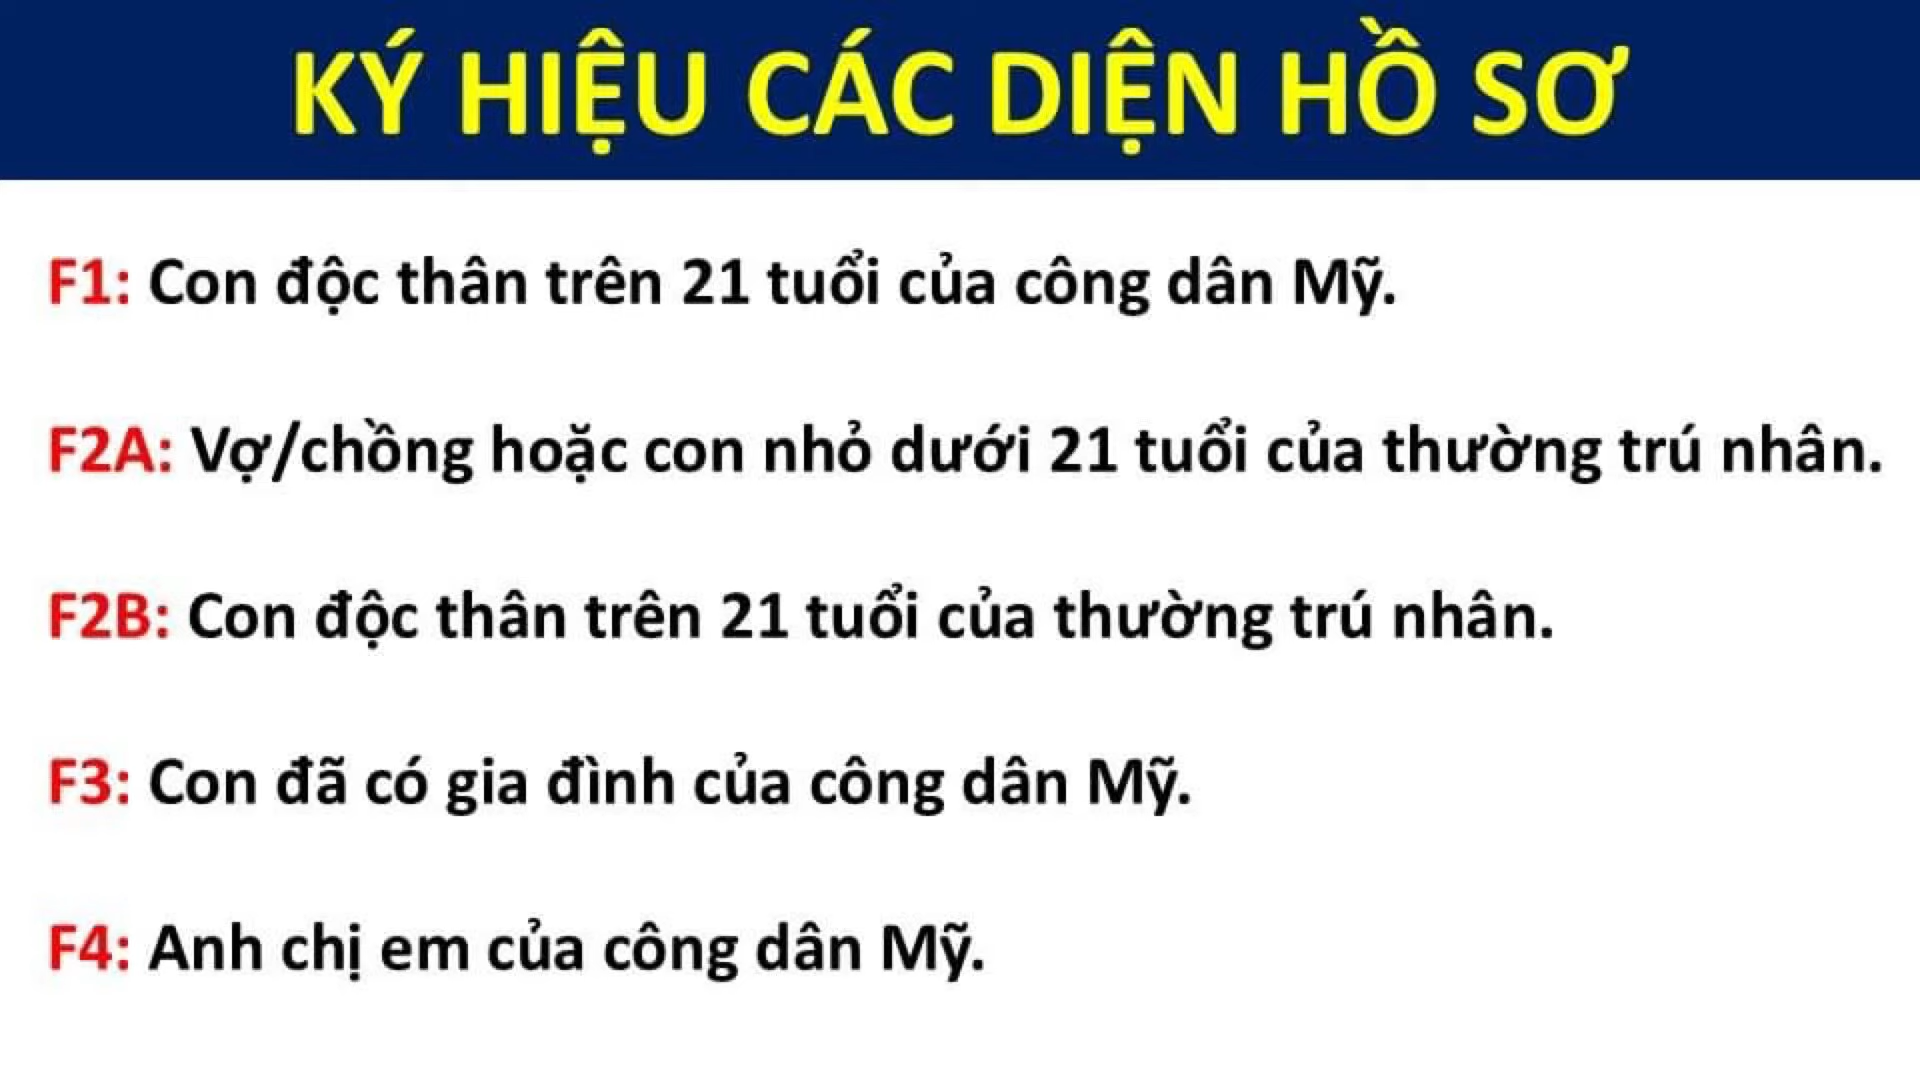 KÝ HIỆU CÁC DIỆN HỒ SƠ
F1: Con độc thân trên 21 tuổi của công dân Mỹ.
F2A: Vợ/chồng hoặc con nhỏ dưới 21 tuổi của thường trú nhân.
F2B: Con độc thân trên 21 tuổi của thường trú nhân.
F3: Con đã có gia đình của công dân Mỹ.
F4: Anh chị em của công dân Mỹ.